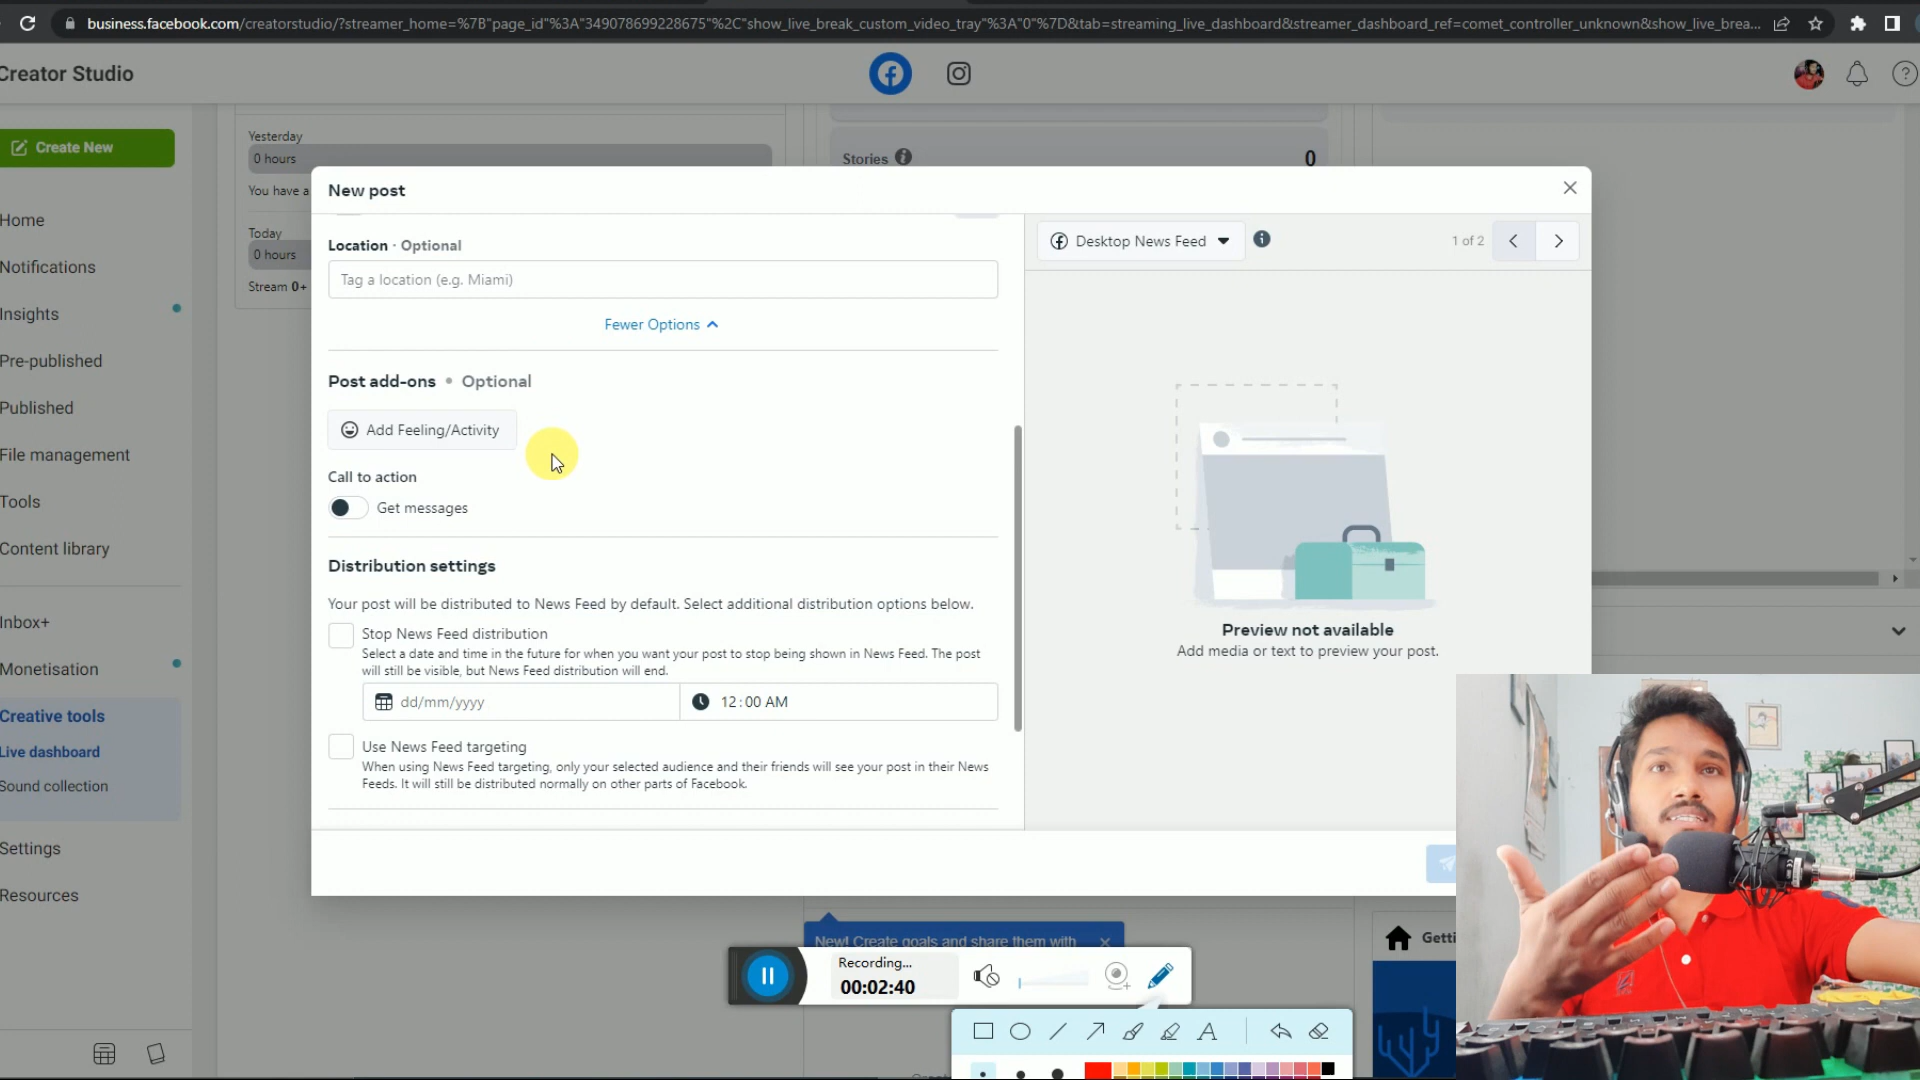 business.facebook.com/creatorstudio/?streamer_home=%7B"page_id"%3A"349078699228675"%2C"show_live_break_custom_video_tray"%3A"0"%7D&tab=streaming_live_dashboard&streamer_dashboard_ref=comet_controller_unknown&show_live_brea...
Creator Studio
Create New
Home
Notifications
Insights
Pre-published
Published
File management
Tools
Content library
Inbox+
Monetisation
Creative tools
Live dashboard
Sound collection
Settings
Resources
Yesterday
0 hours
You have a
Today
0 hours
Stream 0+
Stories
0
New post
Location · Optional
Tag a location (e.g. Miami)
Fewer Options
Post add-ons • Optional
Add Feeling/Activity
Call to action
Get messages
Distribution settings
Your post will be distributed to News Feed by default. Select additional distribution options below.
Stop News Feed distribution
Select a date and time in the future for when you want your post to stop being shown in News Feed. The post
will still be visible, but News Feed distribution will end.
dd/mm/yyyy
12:00 AM
Use News Feed targeting
When using News Feed targeting, only your selected audience and their friends will see your post in their News
Feeds. It will still be distributed normally on other parts of Facebook.
Desktop News Feed
1 of 2
Preview not available
Add media or text to preview your post.
New! Create goals and share them with
Getti
Recording...
00:02:40
A